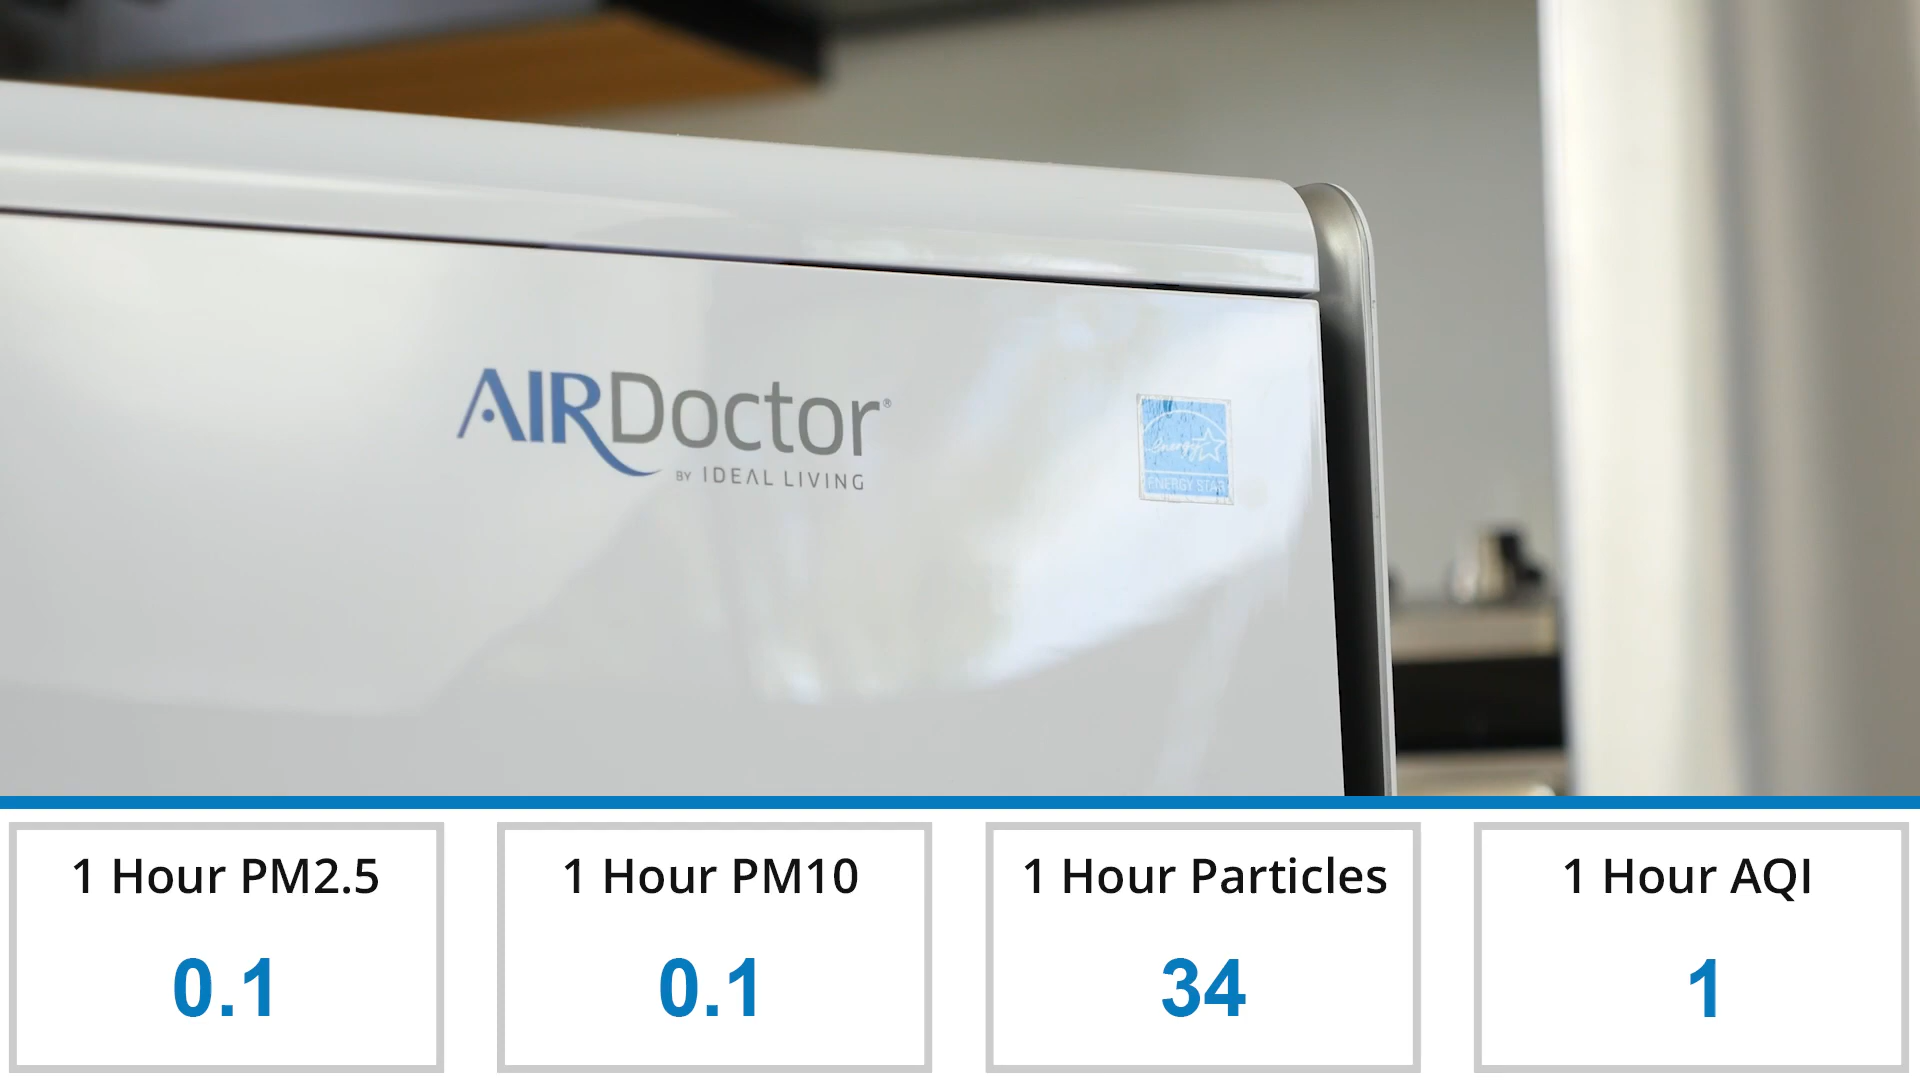 AIRDoctor®
BY IDEAL LIVING
energy
ENERGY STAR
1 Hour PM2.5
0.1
1 Hour PM10
0.1
1 Hour Particles
34
1 Hour AQI
1